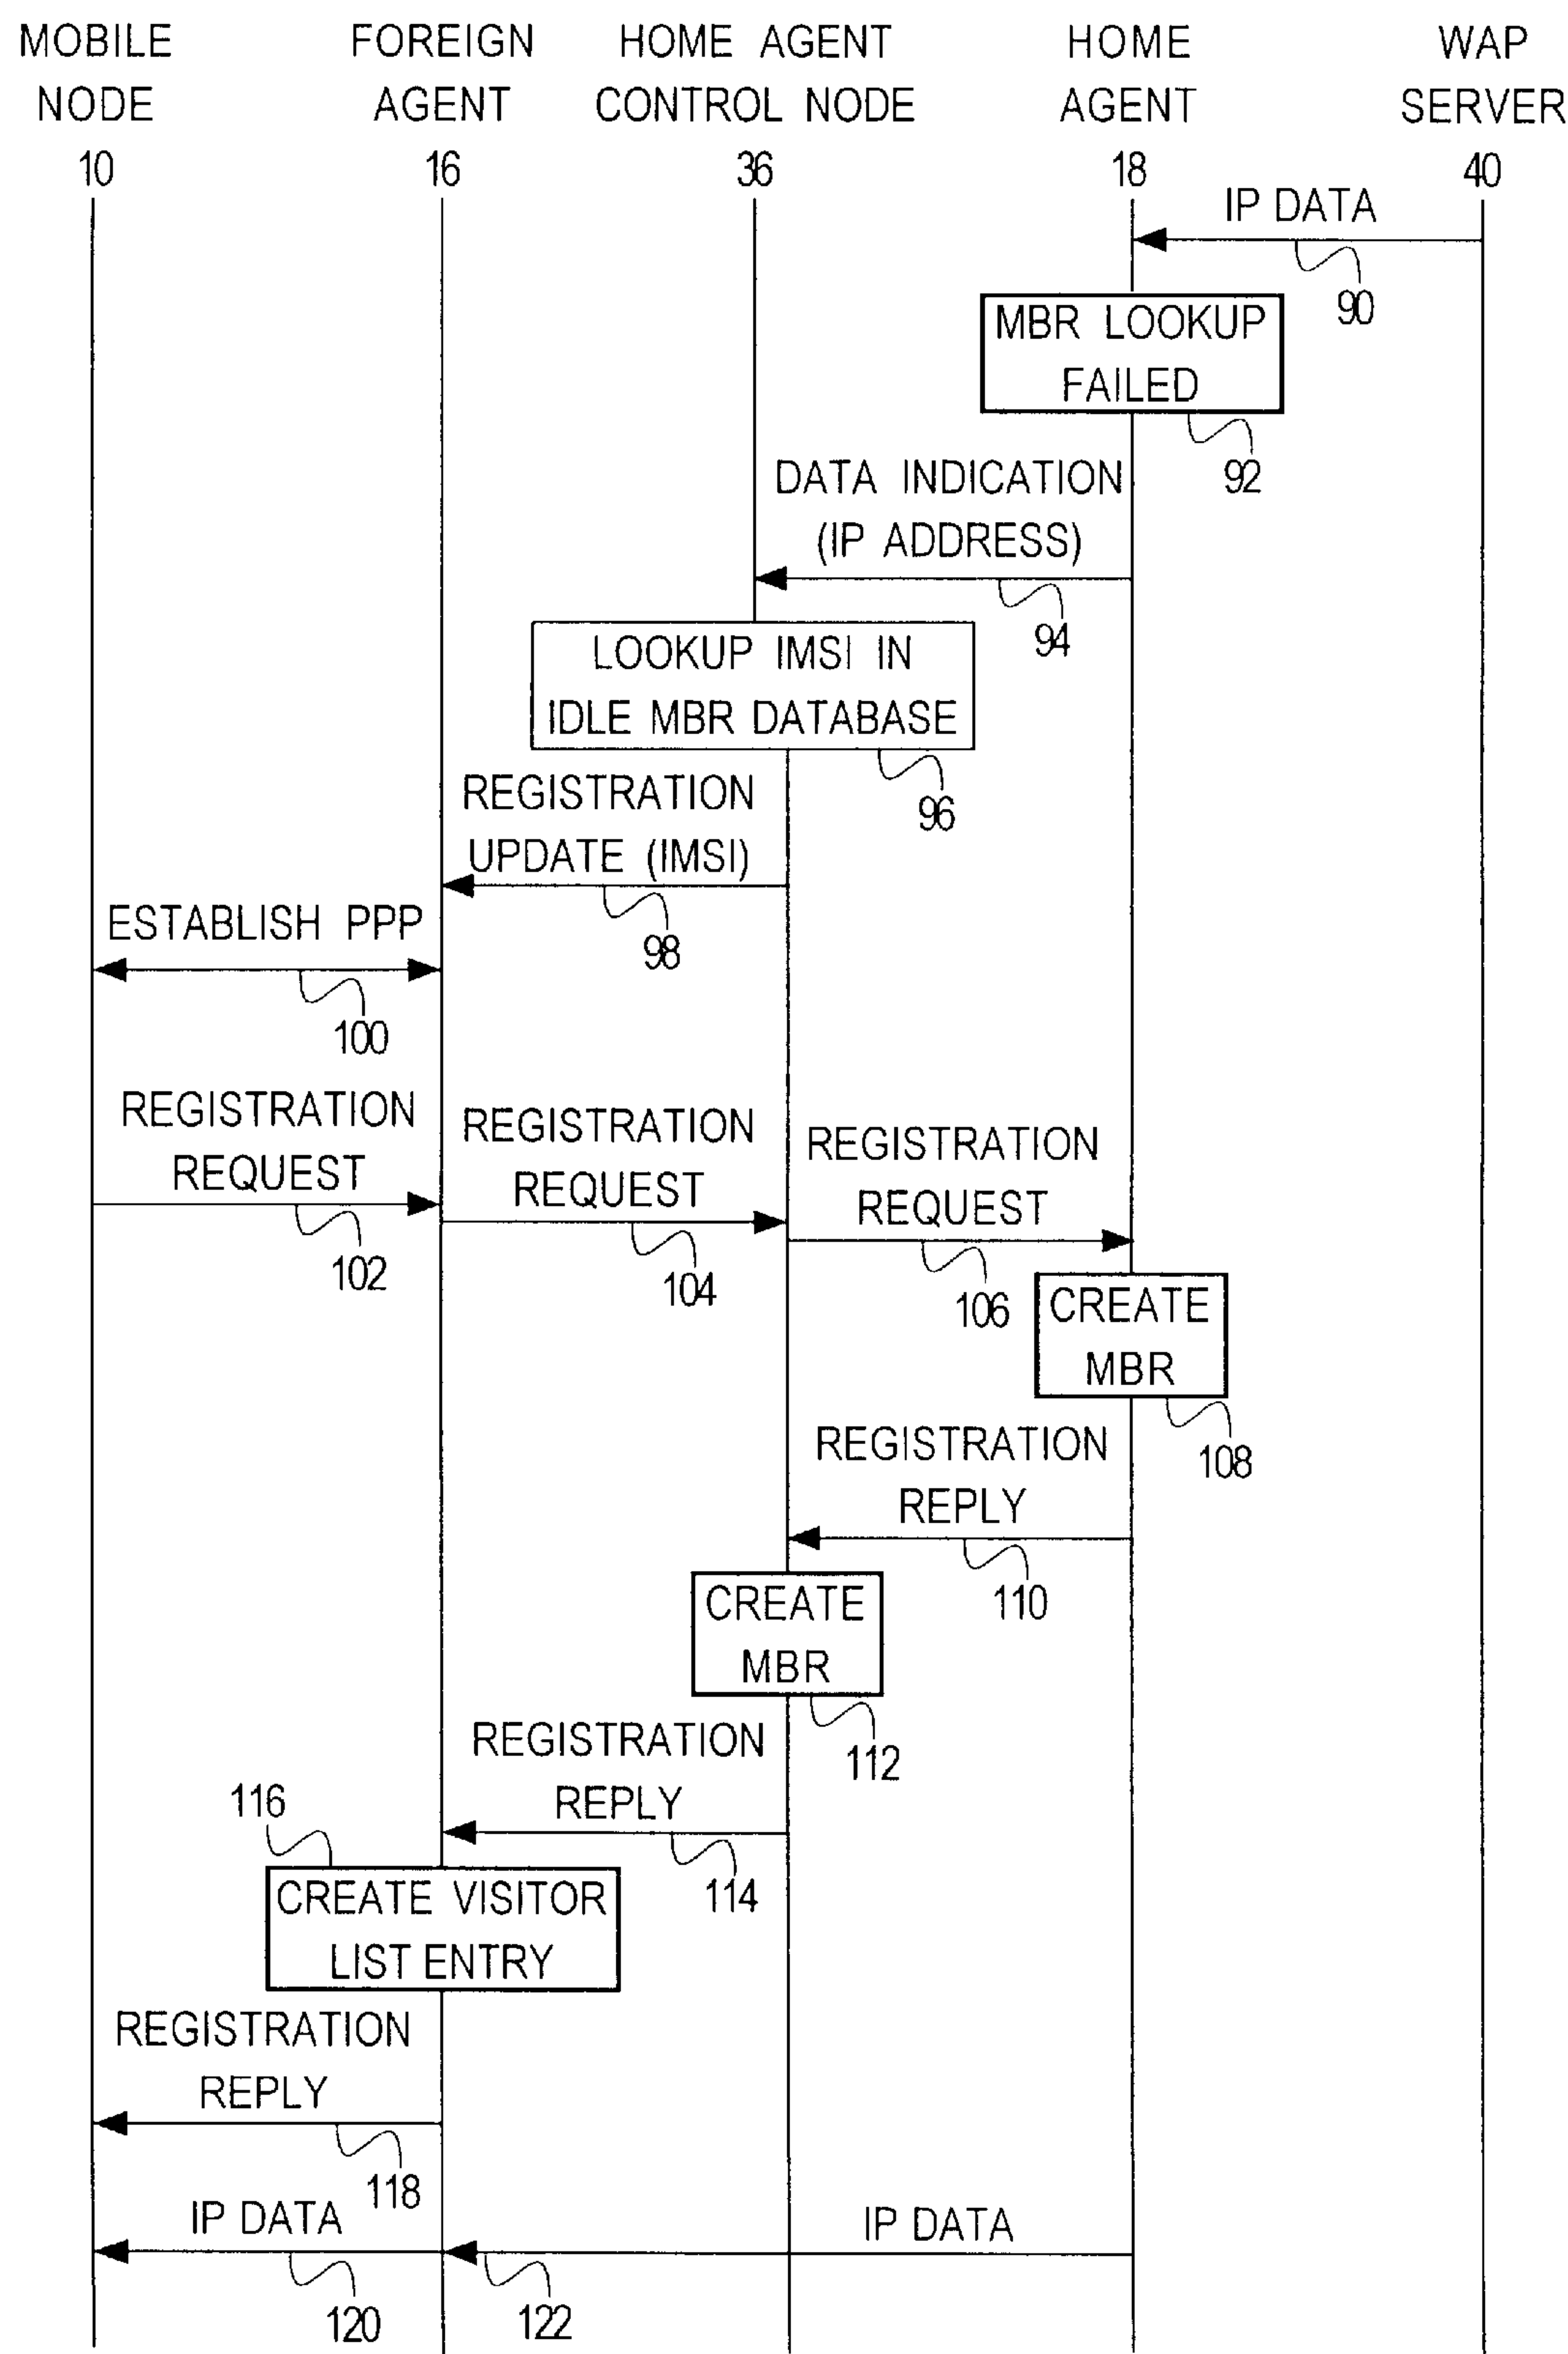 MOBILE NODE 10
FOREIGN AGENT 16
HOME AGENT CONTROL NODE 36
HOME AGENT 18
WAP SERVER 40
IP DATA
90
MBR LOOKUP
FAILED
92
DATA INDICATION
(IP ADDRESS)
94
LOOKUP IMSI IN
IDLE MBR DATABASE
96
REGISTRATION
UPDATE (IMSI)
98
ESTABLISH PPP
100
REGISTRATION
REQUEST
102
REGISTRATION
REQUEST
104
REGISTRATION
REQUEST
106
CREATE
MBR
108
REGISTRATION
REPLY
110
CREATE
MBR
112
REGISTRATION
REPLY
114
116
CREATE VISITOR
LIST ENTRY
REGISTRATION
REPLY
118
IP DATA
120
IP DATA
122